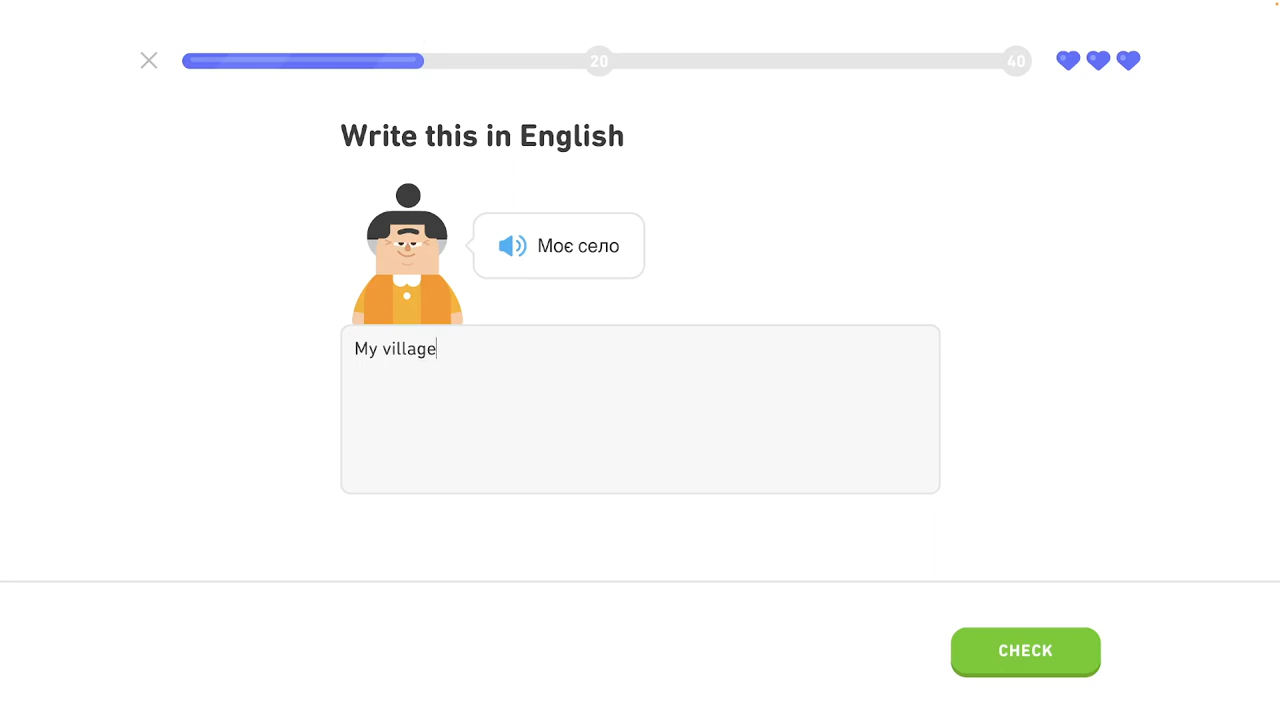 20
40
Write this in English
Моє село
My village
CHECK